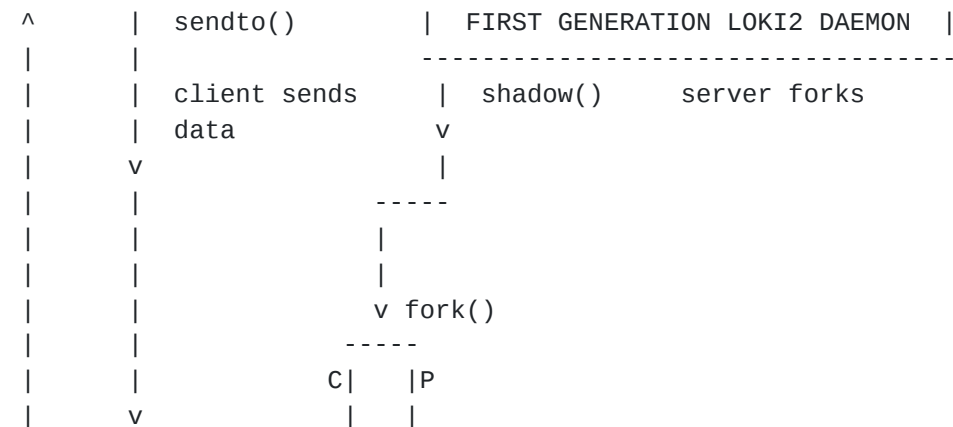 ^      |  sendto()        |  FIRST GENERATION LOKI2 DAEMON  |
|      |                  -----------------------------------
|      |  client sends     |  shadow()     server forks
|      |  data             v
|      v                   |
|      |               -----
|      |               |
|      |               |
|      |               v fork()
|      |             -----
|      |            C|   |P
|      v             |   |